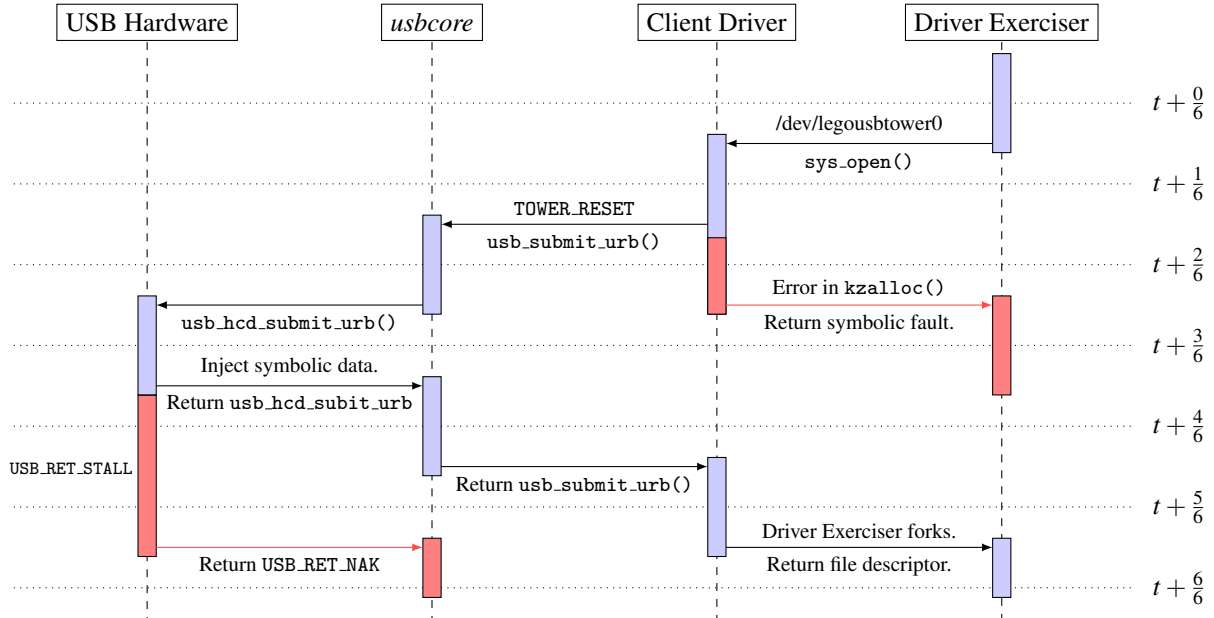 USB Hardware
usbcore
Client Driver
Driver Exerciser
t + 0/6
/dev/legousbtower0
sys_open()
t + 1/6
TOWER_RESET
usb_submit_urb()
t + 2/6
Error in kzalloc()
usb_hcd_submit_urb()
Return symbolic fault.
t + 3/6
Inject symbolic data.
Return usb_hcd_subit_urb
t + 4/6
USB_RET_STALL
Return usb_submit_urb()
t + 5/6
Driver Exerciser forks.
Return USB_RET_NAK
Return file descriptor.
t + 6/6